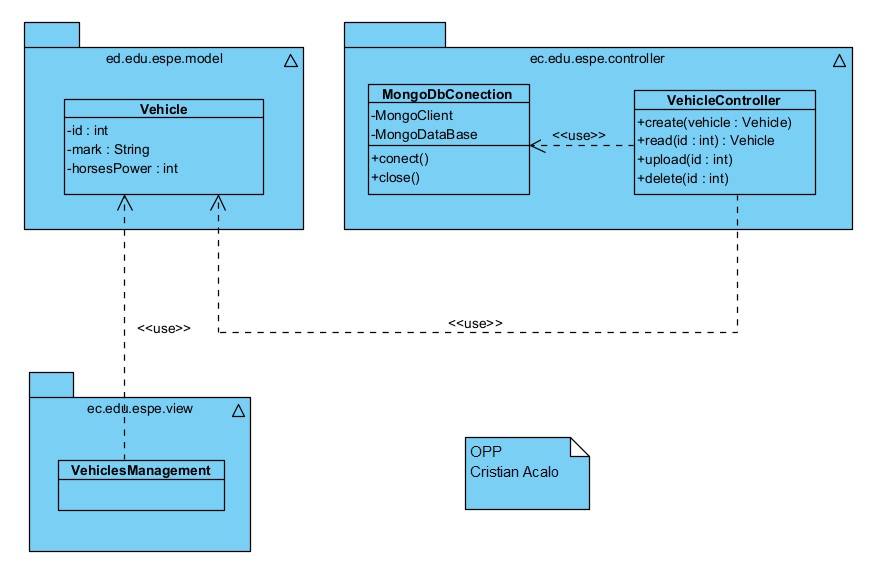 ed.edu.espe.model
Vehicle
-id : int
-mark : String
-horsesPower : int
ec.edu.espe.controller
MongoDbConection
-MongoClient
-MongoDataBase
+conect()
+close()
<<use>>
VehicleController
+create(vehicle : Vehicle)
+read(id : int) : Vehicle
+upload(id : int)
+delete(id : int)
<<use>>
<<use>>
ec.edu.espe.view
VehiclesManagement
OPP
Cristian Acalo